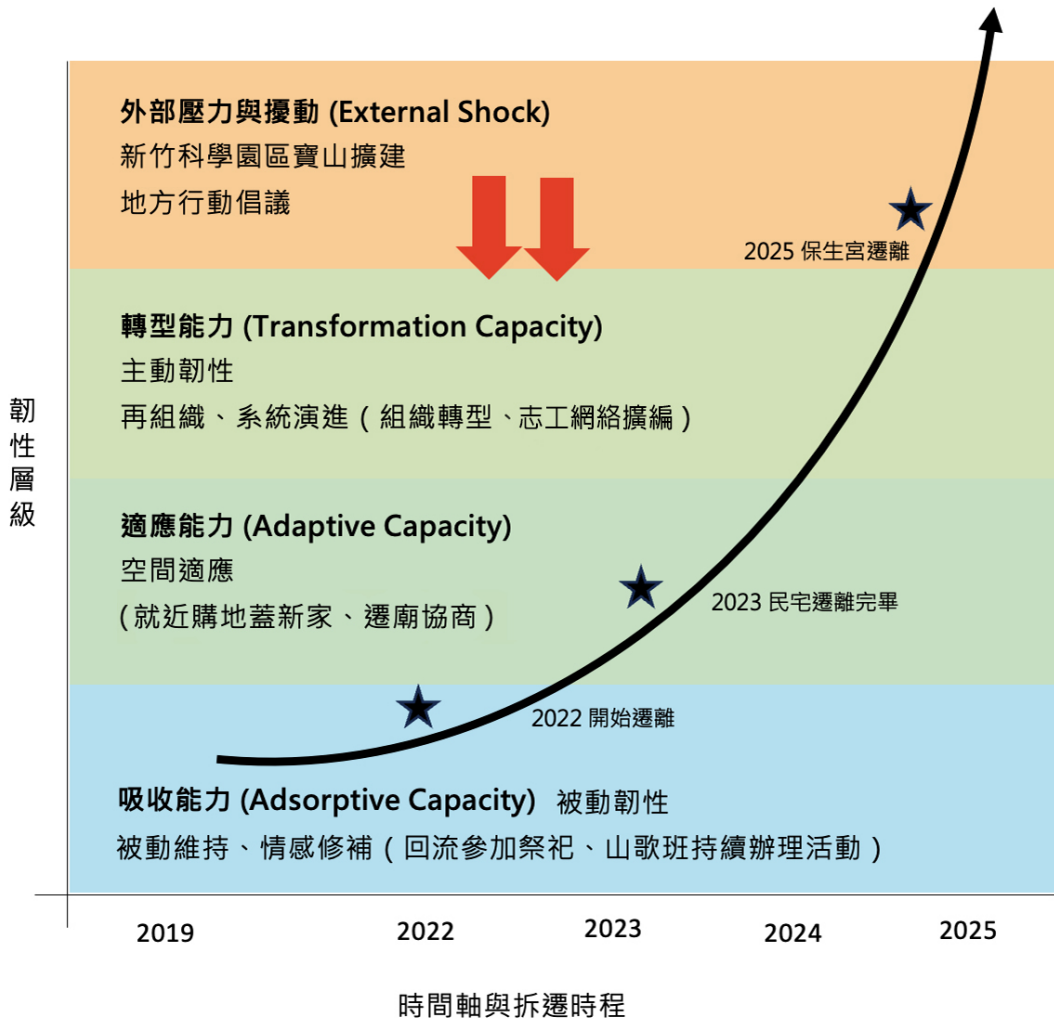 外部壓力與擾動 (External Shock)
新竹科學園區寶山擴建
地方行動倡議
2025 保生宮遷離
轉型能力 (Transformation Capacity)
主動韌性
再組織、系統演進 ( 組織轉型、志工網絡擴編 )
韌性層級
適應能力 (Adaptive Capacity)
空間適應
(就近購地蓋新家、遷廟協商 )
2023 民宅遷離完畢
2022 開始遷離
吸收能力 (Adsorptive Capacity) 被動韌性
被動維持、情感修補 ( 回流參加祭祀、山歌班持續辦理活動 )
2019 2022 2023 2024 2025
時間軸與拆遷時程